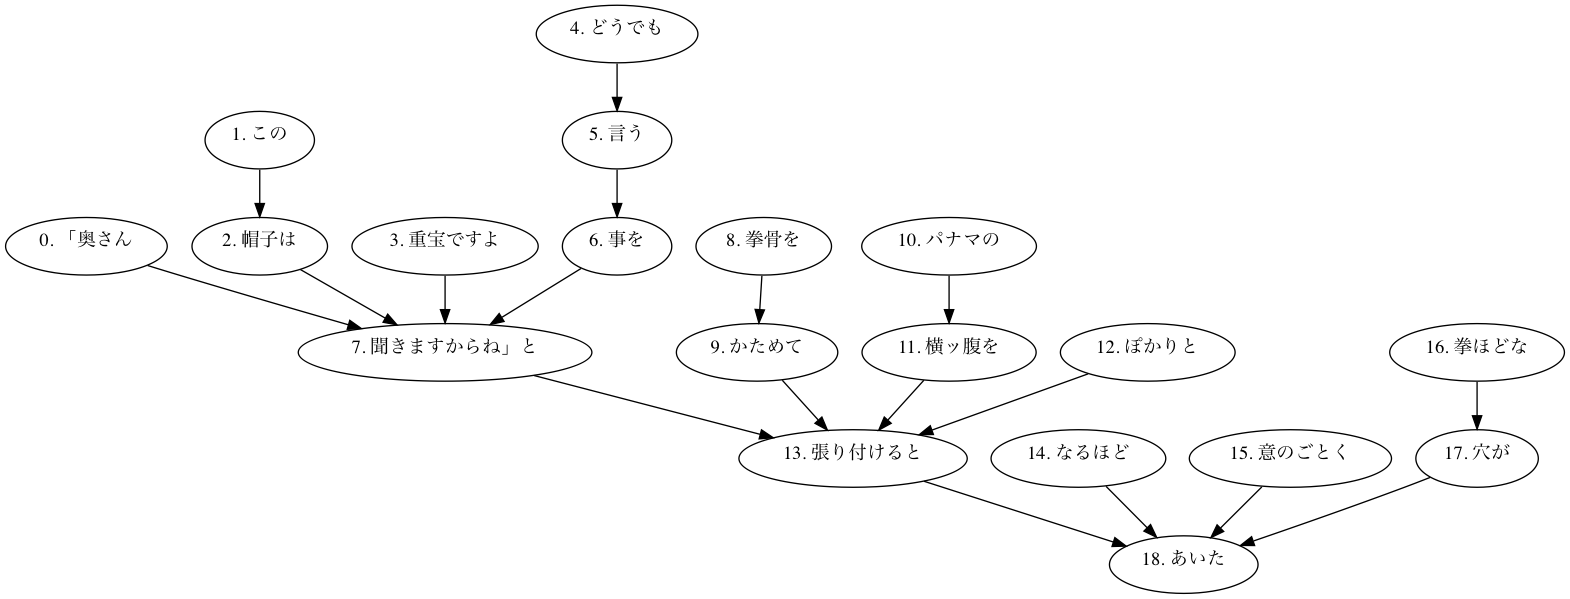 4. どうでも
1. この
5. 言う
0. 「奥さん
2. 帽子は
3. 重宝ですよ
6. 事を
8. 拳骨を
10. パナマの
7. 聞きますからね」と
9. かためて
11. 横ッ腹を
12. ぽかりと
16. 拳ほどな
13. 張り付けると
14. なるほど
15. 意のごとく
17. 穴が
18. あいた